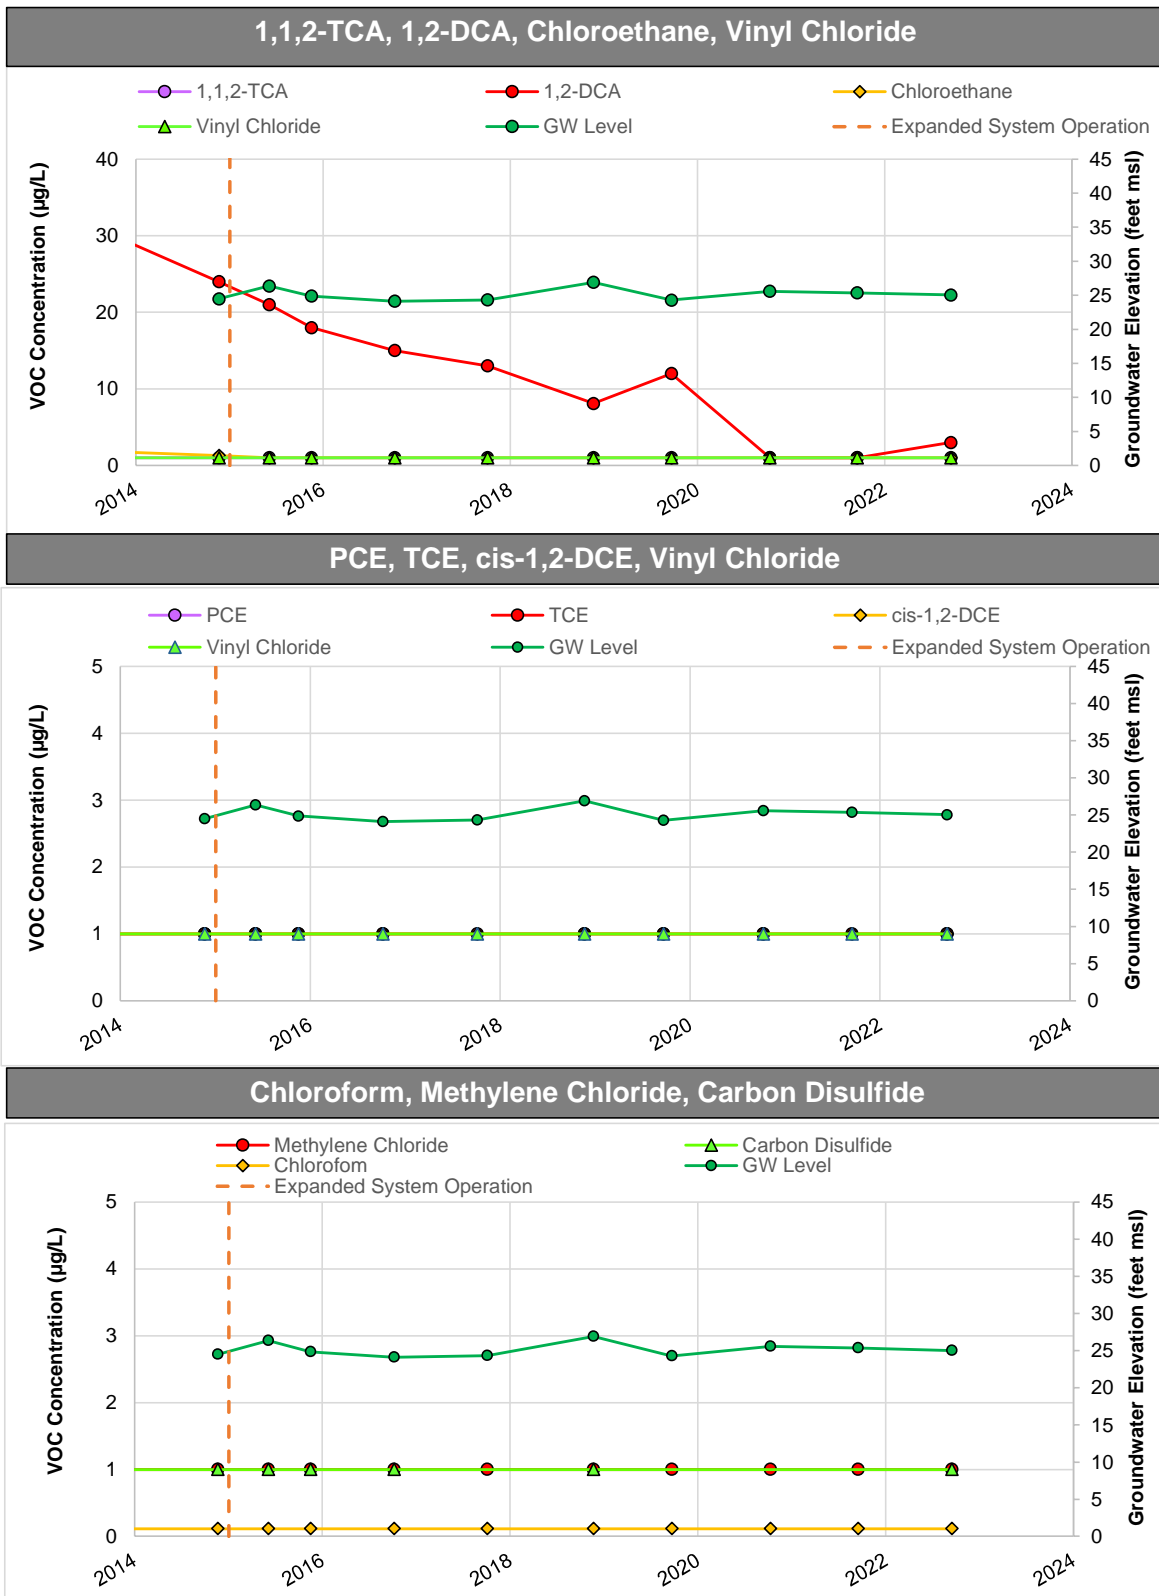 1,1,2-TCA, 1,2-DCA, Chloroethane, Vinyl Chloride
1,1,2-TCA 1,2-DCA Chloroethane
Vinyl Chloride GW Level Expanded System Operation
VOC Concentration (µg/L)
40
30
20
10
0
45
40
35
30
25
20
15
10
5
0
Groundwater Elevation (feet msl)
2014 2016 2018 2020 2022 2024
PCE, TCE, cis-1,2-DCE, Vinyl Chloride
PCE TCE cis-1,2-DCE
Vinyl Chloride GW Level Expanded System Operation
VOC Concentration (µg/L)
5
4
3
2
1
0
45
40
35
30
25
20
15
10
5
0
Groundwater Elevation (feet msl)
2014 2016 2018 2020 2022 2024
Chloroform, Methylene Chloride, Carbon Disulfide
Methylene Chloride Carbon Disulfide
Chlorofom GW Level
Expanded System Operation
VOC Concentration (µg/L)
5
4
3
2
1
0
45
40
35
30
25
20
15
10
5
0
Groundwater Elevation (feet msl)
2014 2016 2018 2020 2022 2024